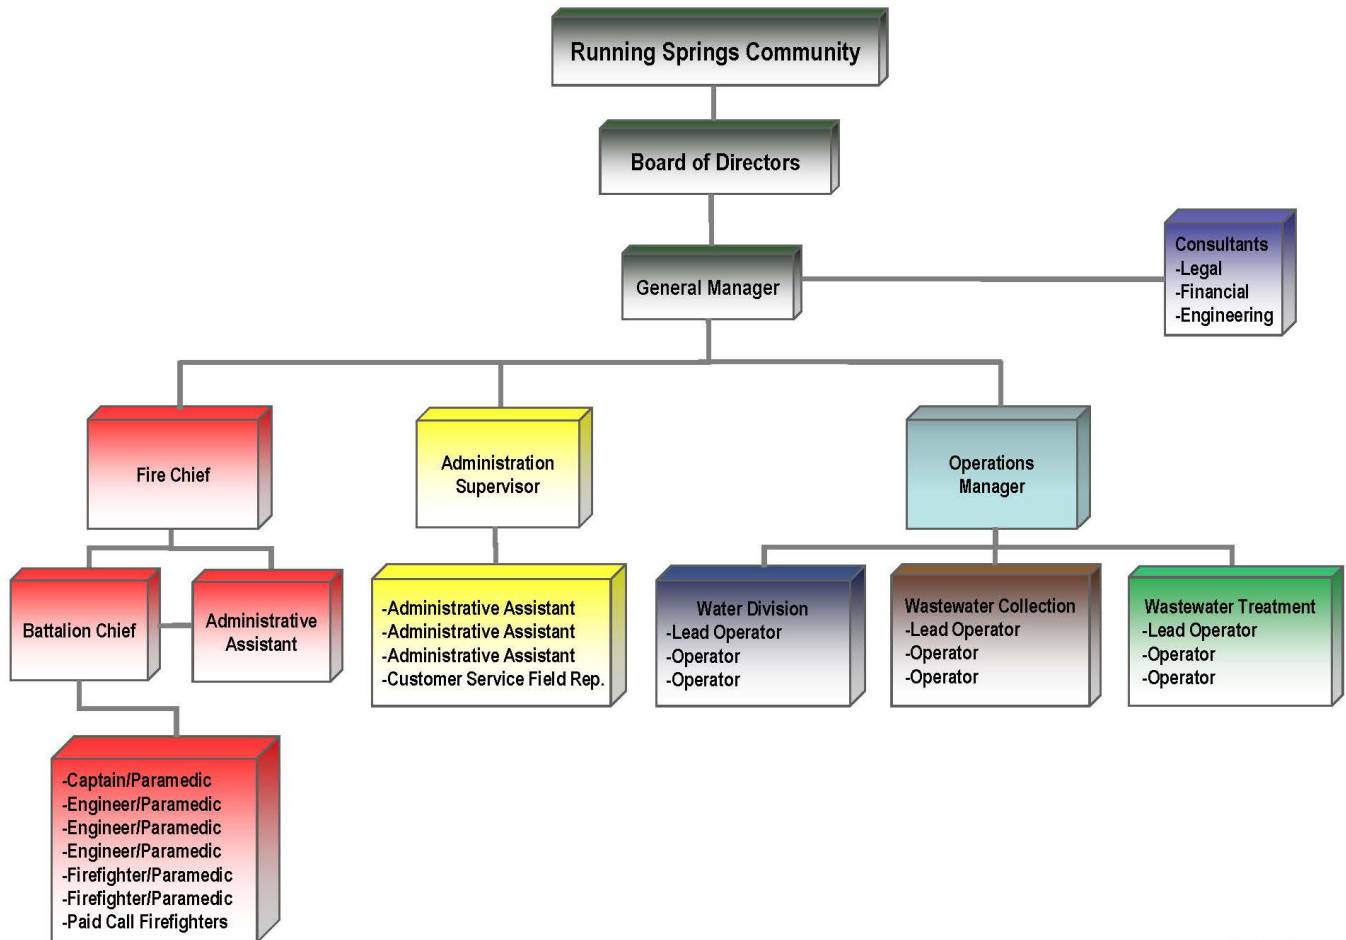 Running Springs Community
Board of Directors
General Manager
Consultants
-Legal
-Financial
-Engineering
Fire Chief
Administration
Supervisor
Operations
Manager
Battalion Chief
Administrative
Assistant
-Administrative Assistant
-Administrative Assistant
-Administrative Assistant
-Customer Service Field Rep.
Water Division
-Lead Operator
-Operator
-Operator
Wastewater Collection
-Lead Operator
-Operator
-Operator
Wastewater Treatment
-Lead Operator
-Operator
-Operator
-Captain/Paramedic
-Engineer/Paramedic
-Engineer/Paramedic
-Engineer/Paramedic
-Firefighter/Paramedic
-Firefighter/Paramedic
-Paid Call Firefighters